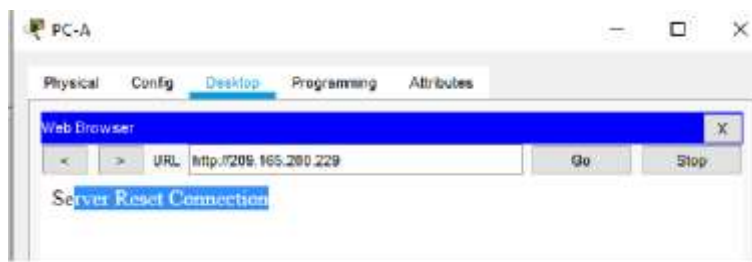 PC-A
Physical Config Desktop Programming Attributes
Web Browser X
< > URL http://209.165.200.229 Go Stop
Server Reset Connection